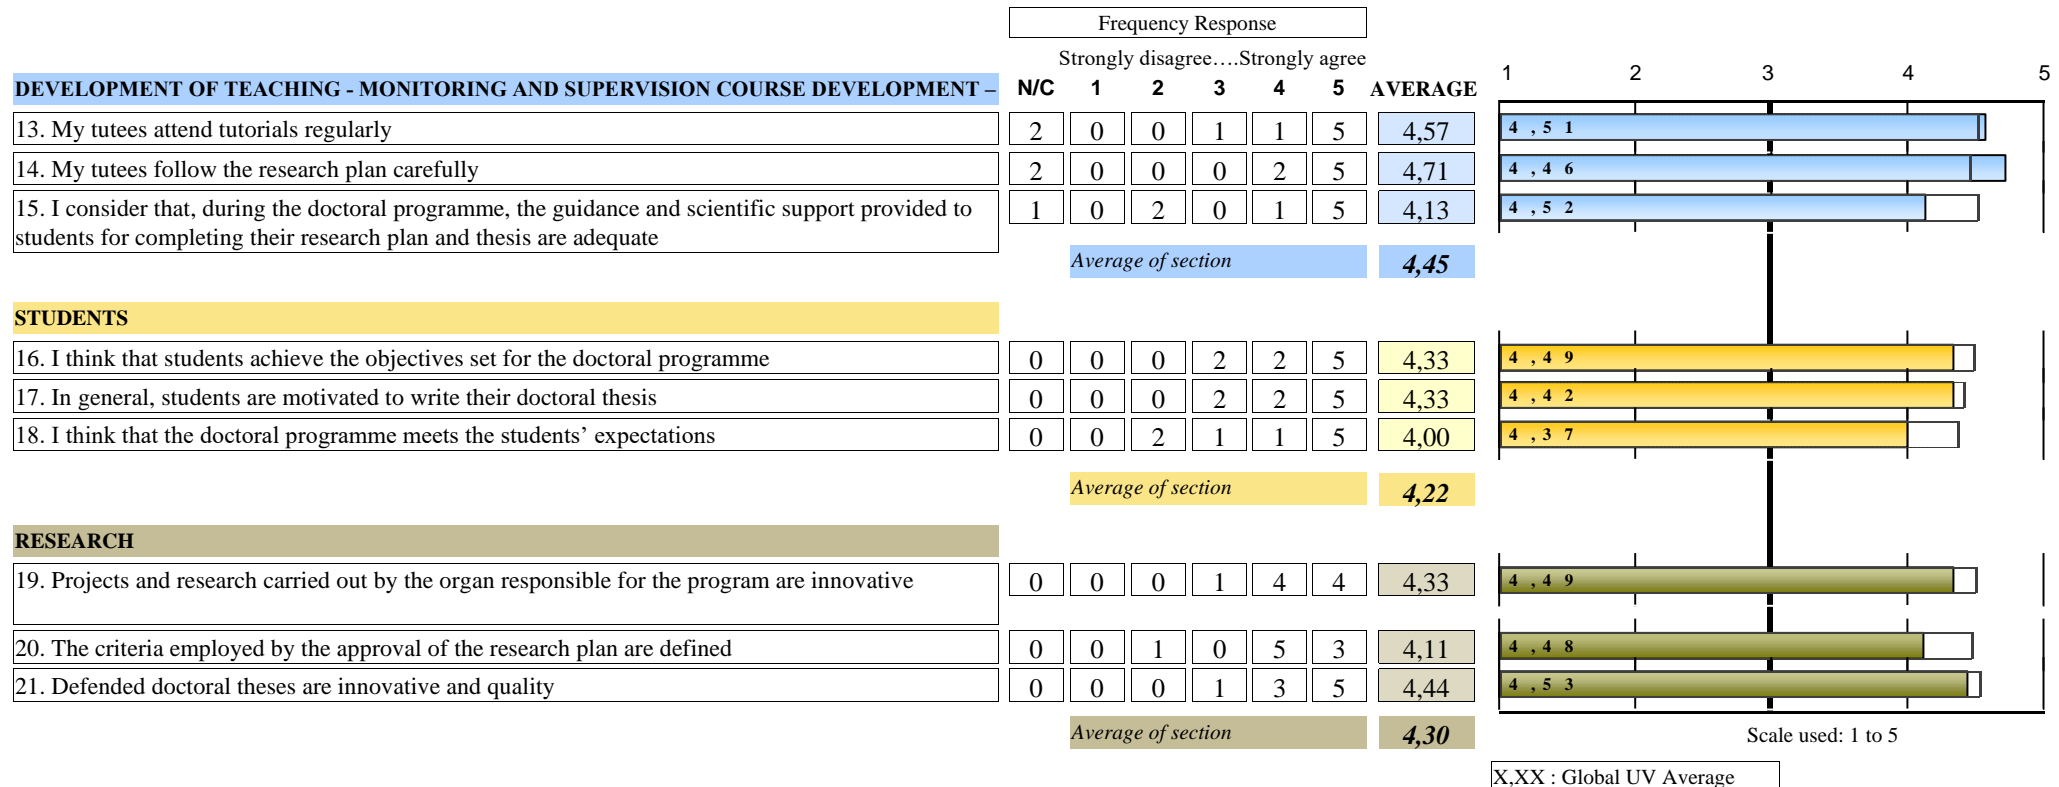 Frequency Response
Strongly disagree….Strongly agree
DEVELOPMENT OF TEACHING - MONITORING AND SUPERVISION COURSE DEVELOPMENT – N/C 1 2 3 4 5 AVERAGE 1 2 3 4 5
13. My tutees attend tutorials regularly 2 0 0 1 1 5 4,57 4,51
14. My tutees follow the research plan carefully 2 0 0 0 2 5 4,71 4,46
15. I consider that, during the doctoral programme, the guidance and scientific support provided to 1 0 2 0 1 5 4,13 4,52
students for completing their research plan and thesis are adequate
Average of section 4,45
STUDENTS
16. I think that students achieve the objectives set for the doctoral programme 0 0 0 2 2 5 4,33 4,49
17. In general, students are motivated to write their doctoral thesis 0 0 0 2 2 5 4,33 4,42
18. I think that the doctoral programme meets the students’ expectations 0 0 2 1 1 5 4,00 4,37
Average of section 4,22
RESEARCH
19. Projects and research carried out by the organ responsible for the program are innovative 0 0 0 1 4 4 4,33 4,49
20. The criteria employed by the approval of the research plan are defined 0 0 1 0 5 3 4,11 4,48
21. Defended doctoral theses are innovative and quality 0 0 0 1 3 5 4,44 4,53
Average of section 4,30
Scale used: 1 to 5
X,XX : Global UV Average